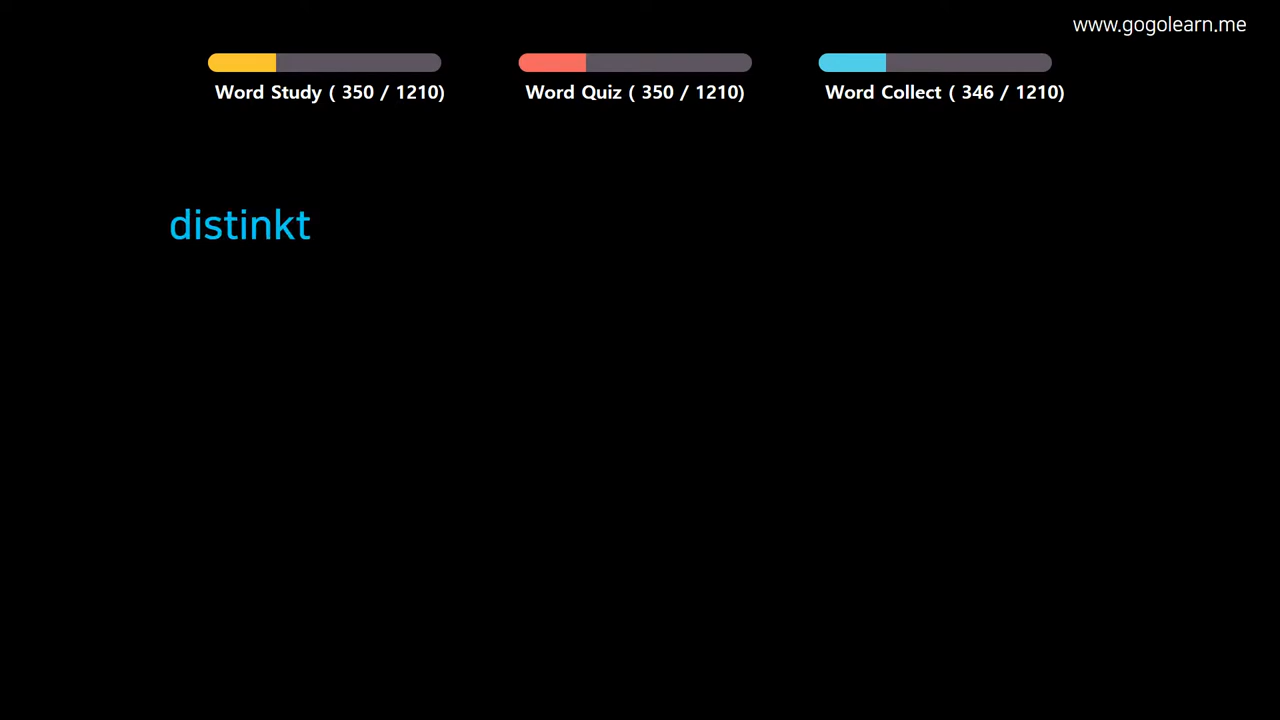 www.gogolearn.me
Word Study ( 350 / 1210)
Word Quiz ( 350 / 1210)
Word Collect ( 346 / 1210)
distinkt